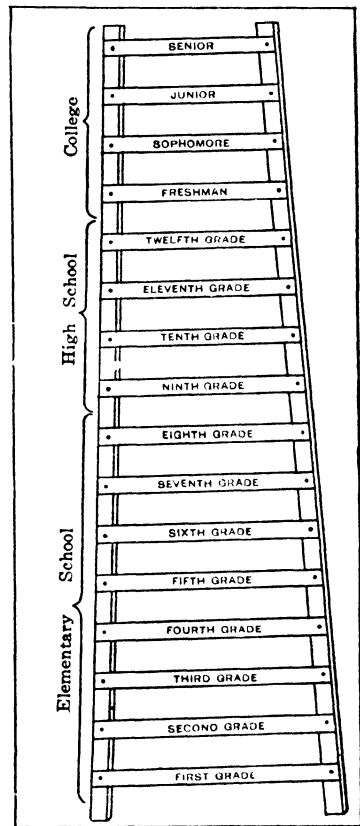 College
SENIOR
JUNIOR
SOPHOMORE
FRESHMAN
High School
TWELFTH GRADE
ELEVENTH GRADE
TENTH GRADE
NINTH GRADE
Elementary School
EIGHTH GRADE
SEVENTH GRADE
SIXTH GRADE
FIFTH GRADE
FOURTH GRADE
THIRD GRADE
SECOND GRADE
FIRST GRADE